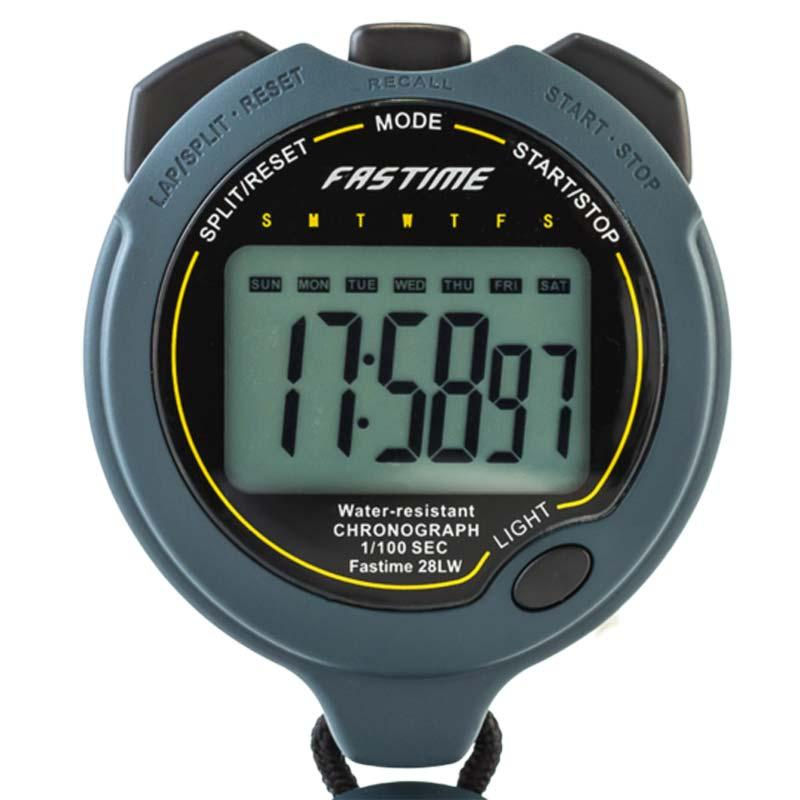 RECALL
LAP/SPLIT · RESET
START · STOP
MODE
SPLIT/RESET
START/STOP
FASTIME
S M T W T F S
SUN MON TUE WED THU FRI SAT
17:58 97
Water-resistant
CHRONOGRAPH
1/100 SEC
Fastime 28LW
LIGHT